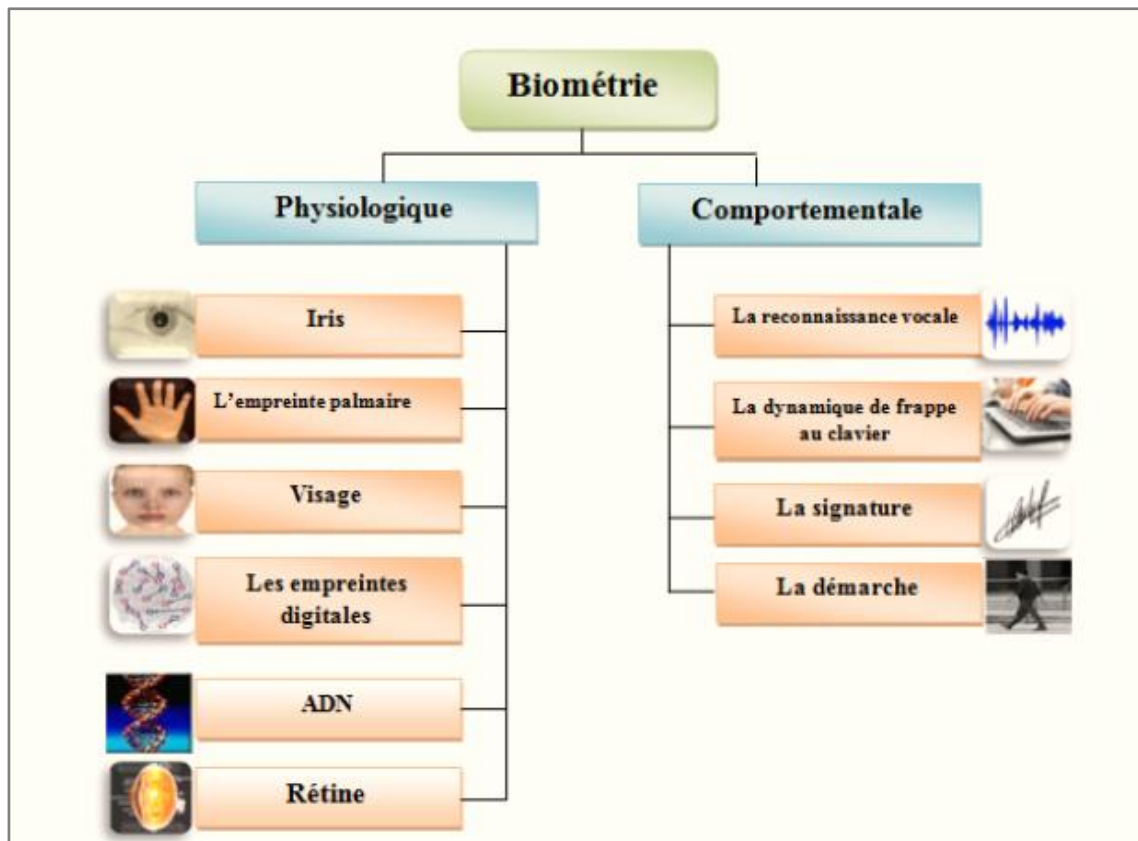 Biométrie
Physiologique
Comportementale
Iris
L'empreinte palmaire
Visage
Les empreintes
digitales
ADN
Rétine
La reconnaissance vocale
La dynamique de frappe
au clavier
La signature
La démarche